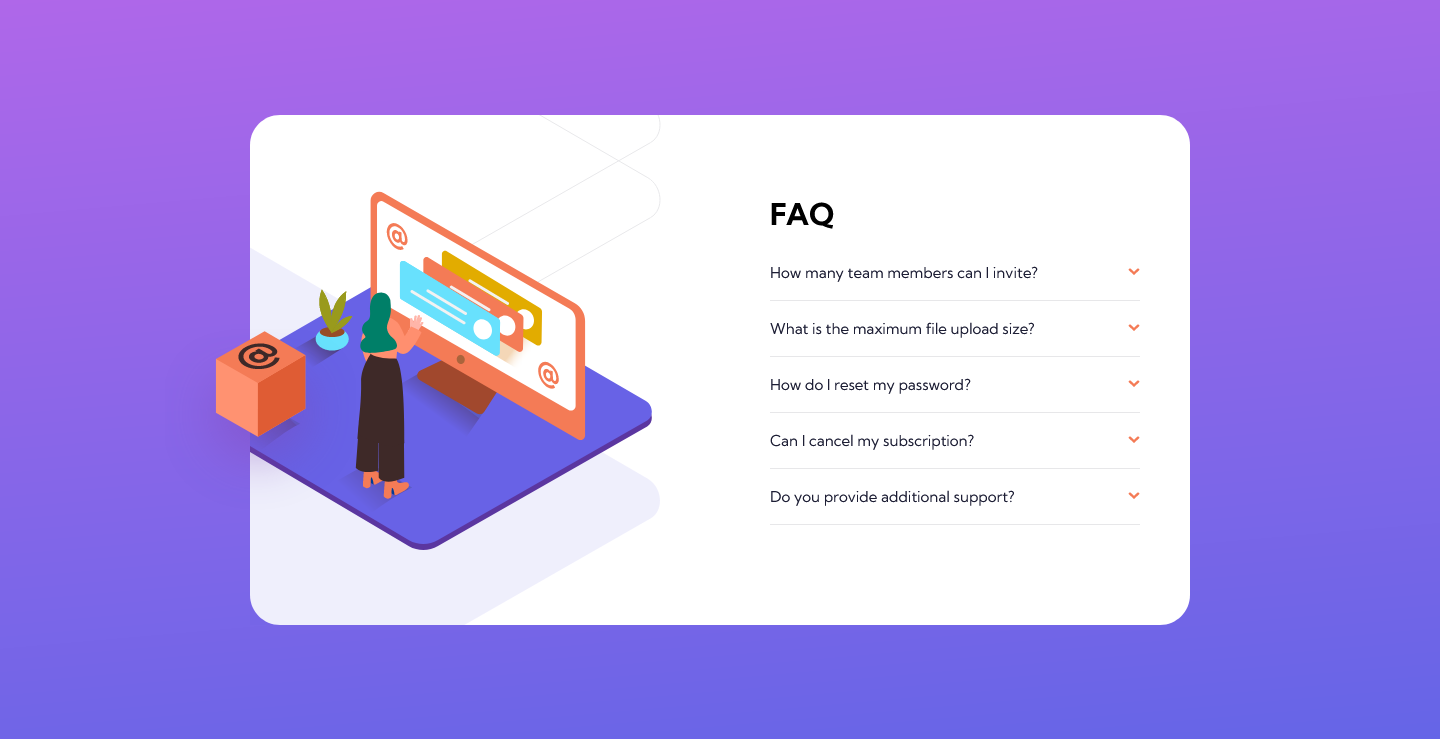 FAQ
How many team members can I invite?
What is the maximum file upload size?
How do I reset my password?
Can I cancel my subscription?
Do you provide additional support?
@
@
@